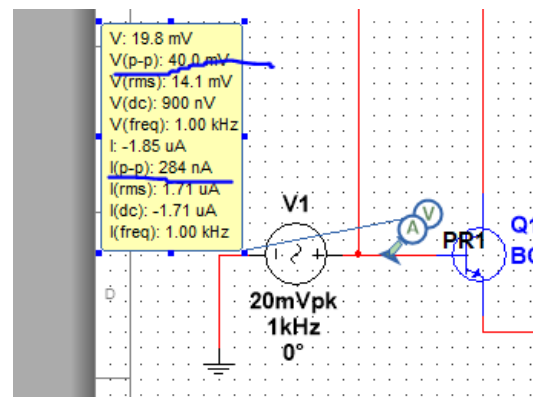 V: 19.8 mV
V(p-p): 40.0 mV
V(rms): 14.1 mV
V(dc): 900 nV
V(freq): 1.00 kHz
I: -1.85 uA
I(p-p): 284 nA
I(rms): 1.71 uA
I(dc): -1.71 uA
I(freq): 1.00 kHz
V1
V
A
PR1
Q1
BC
20mVpk
1kHz
0°
D